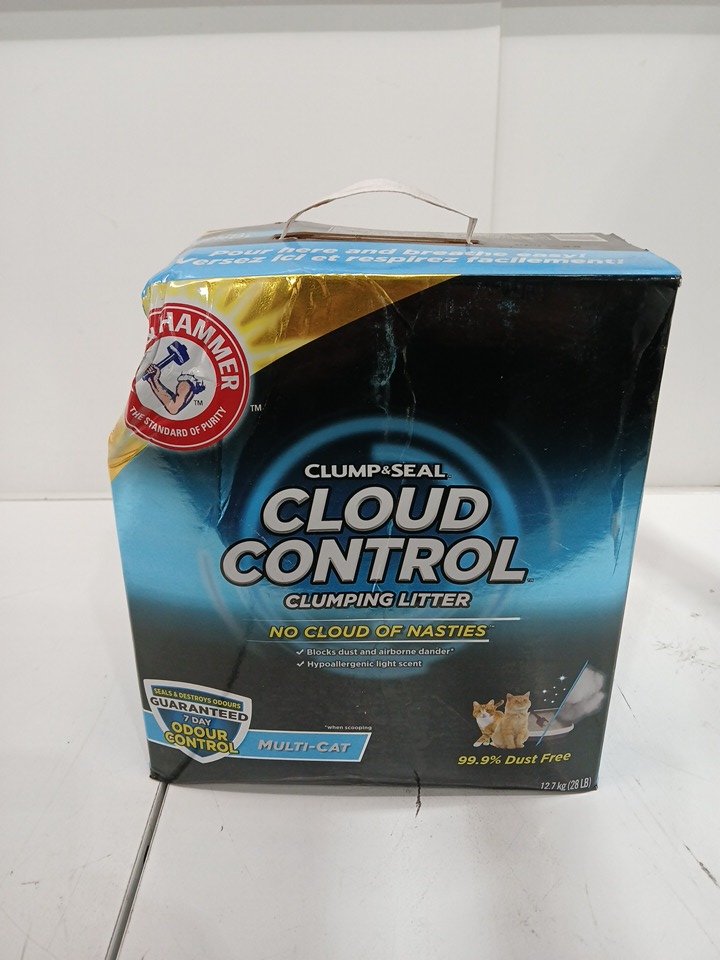 Pour here and breathe easy!
Versez ici et respirez facilement!
& HAMMER
THE STANDARD OF PURITY
TM
TM
CLUMP&SEAL
CLOUD
CONTROL
CLUMPING LITTER
NO CLOUD OF NASTIES
✓ Blocks dust and airborne dander*
✓ Hypoallergenic light scent
SEALS & DESTROYS ODOURS
GUARANTEED
7 DAY
ODOUR
CONTROL
MULTI-CAT
*when scooping
99.9% Dust Free
12.7 kg (28 LB)